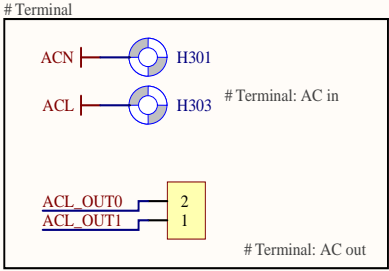 # Terminal
ACN H301
ACL H303
# Terminal: AC in
ACL_OUT0 2
ACL_OUT1 1
# Terminal: AC out